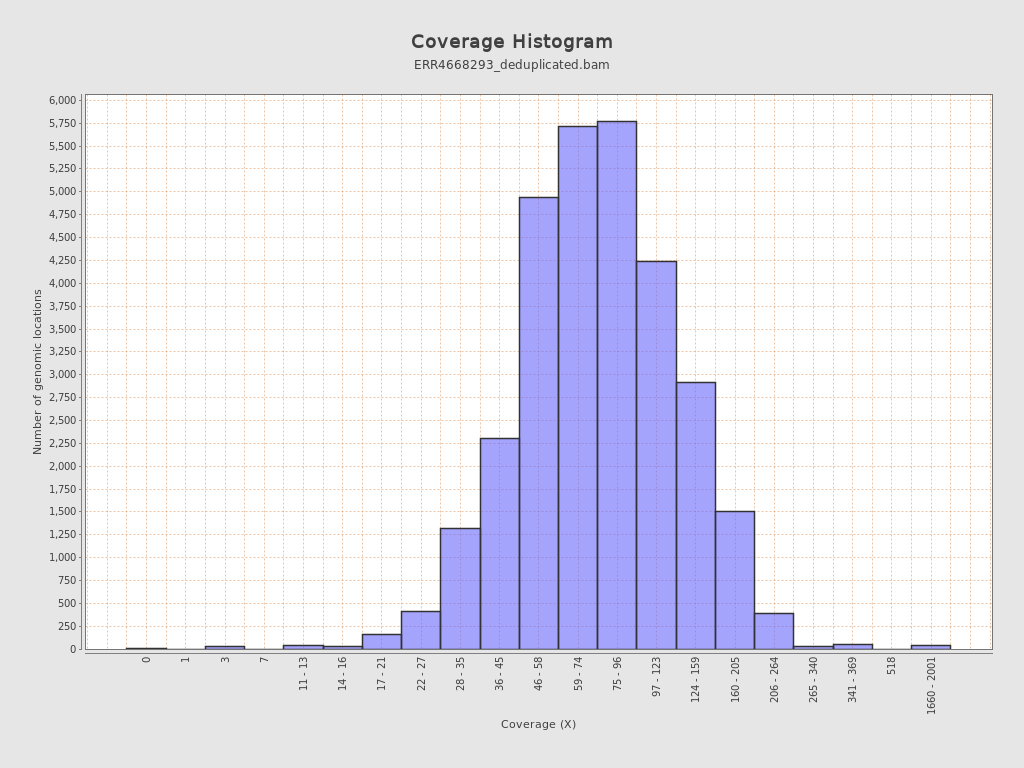 Coverage Histogram
ERR4668293_deduplicated.bam
Number of genomic locations
6,000
5,750
5,500
5,250
5,000
4,750
4,500
4,250
4,000
3,750
3,500
3,250
3,000
2,750
2,500
2,250
2,000
1,750
1,500
1,250
1,000
750
500
250
0
0
1
3
7
11 - 13
14 - 16
17 - 21
22 - 27
28 - 35
36 - 45
46 - 58
59 - 74
75 - 96
97 - 123
124 - 159
160 - 205
206 - 264
265 - 340
341 - 369
518
1660 - 2001
Coverage (X)